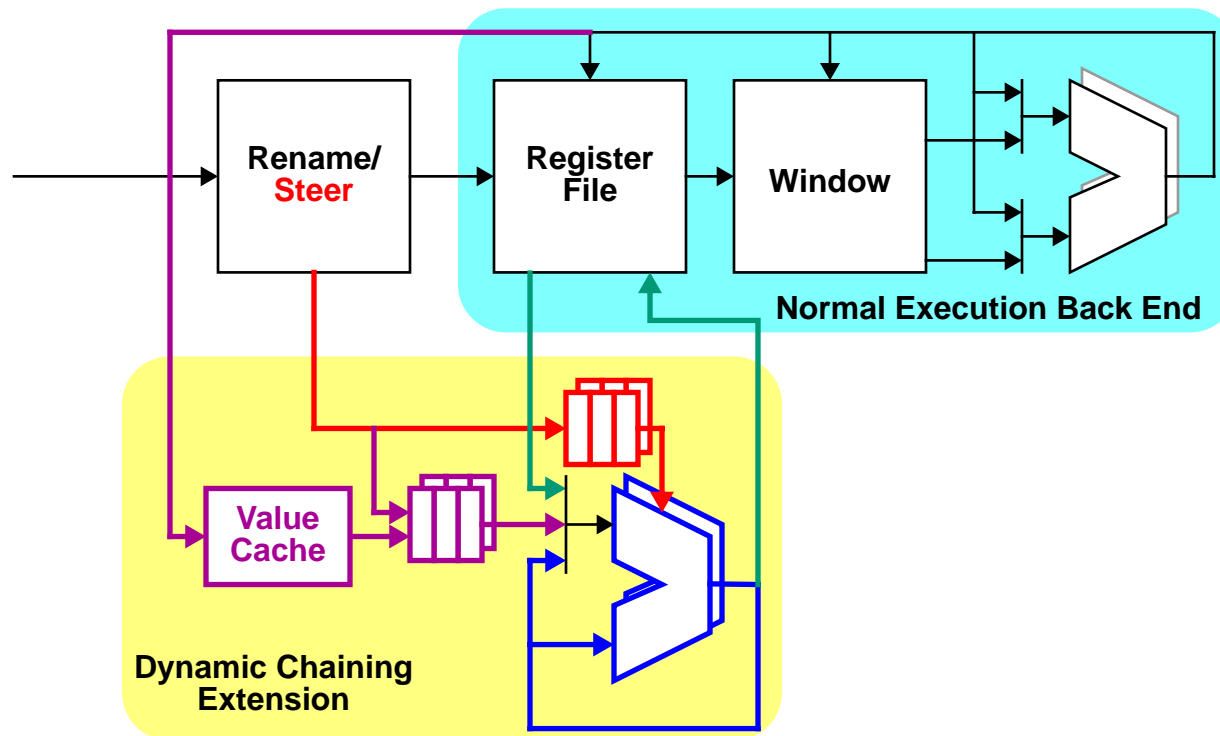 Rename/
Steer
Register
File
Window
Normal Execution Back End
Value
Cache
Dynamic Chaining
Extension